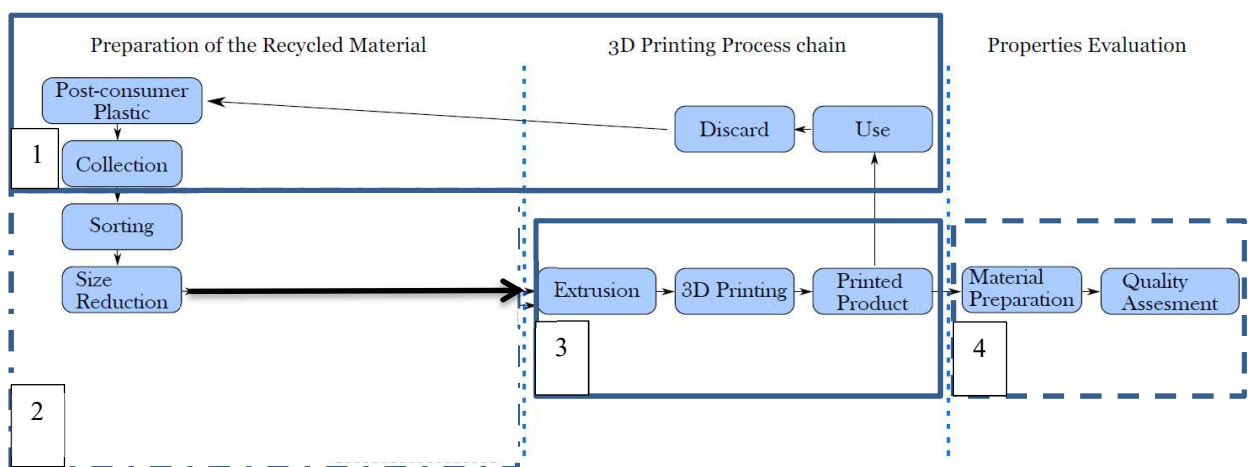 Preparation of the Recycled Material
3D Printing Process chain
Properties Evaluation
Post-consumer
Plastic
Discard
Use
1
Collection
Sorting
Size
Reduction
Extrusion
3D Printing
Printed
Product
Material
Preparation
Quality
Assesment
3
4
2